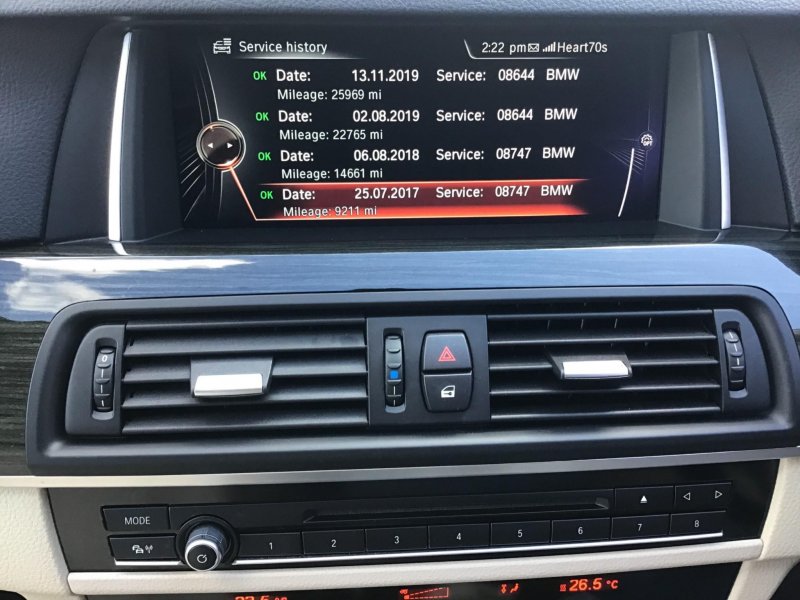 Service history 2:22 pm Heart70s
OK Date: 13.11.2019 Service: 08644 BMW
Mileage: 25969 mi
OK Date: 02.08.2019 Service: 08644 BMW
Mileage: 22765 mi
OK Date: 06.08.2018 Service: 08747 BMW
Mileage: 14661 mi
OK Date: 25.07.2017 Service: 08747 BMW
Mileage: 9211 mi
0
MODE
1 2 3 4 5 6 7 8
26.5 °C